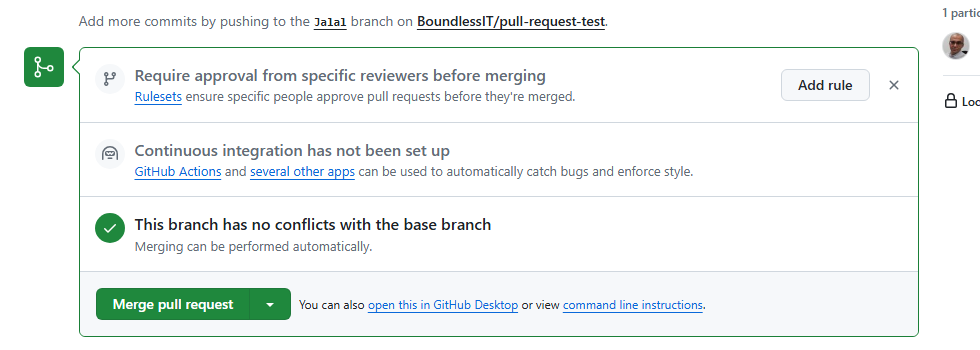 Add more commits by pushing to the Jalal branch on BoundlessIT/pull-request-test.
1 partic
Require approval from specific reviewers before merging
Rulesets ensure specific people approve pull requests before they're merged.
Add rule
Loc
Continuous integration has not been set up
GitHub Actions and several other apps can be used to automatically catch bugs and enforce style.
This branch has no conflicts with the base branch
Merging can be performed automatically.
Merge pull request
You can also open this in GitHub Desktop or view command line instructions.